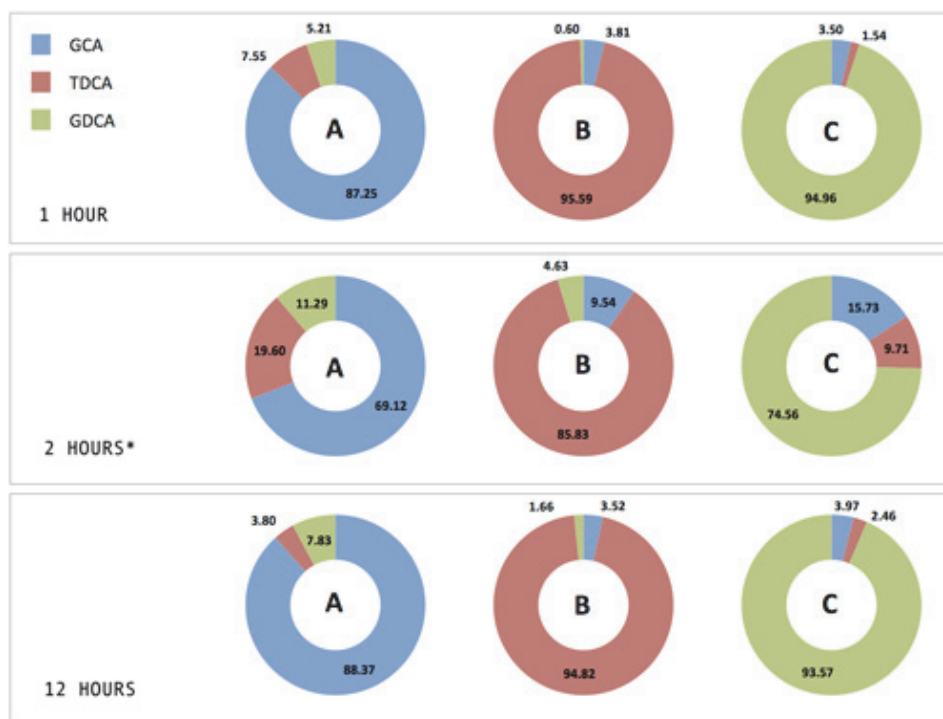 GCA
TDCA
GDCA
1 HOUR
5.21
7.55
A
87.25
0.60
3.81
B
95.59
3.50
1.54
C
94.96
2 HOURS*
11.29
19.60
A
69.12
4.63
9.54
B
85.83
15.73
9.71
C
74.56
12 HOURS
3.80
7.83
A
88.37
1.66
3.52
B
94.82
3.97
2.46
C
93.57